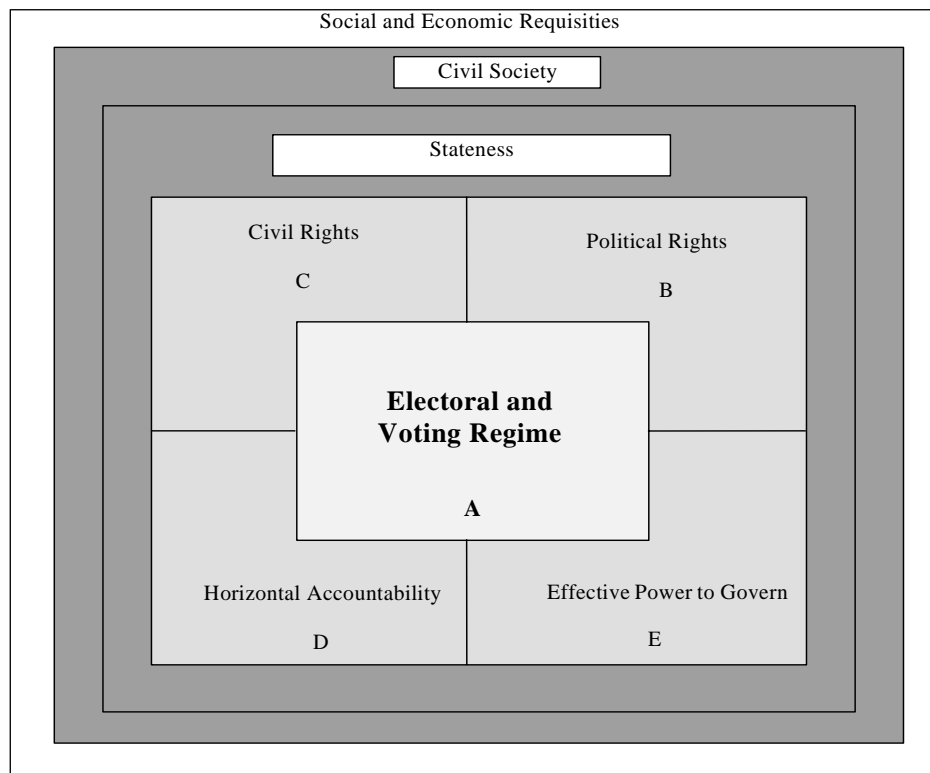 Social and Economic Requisities
Civil Society
Stateness
Civil Rights
C
Political Rights
B
Electoral and
Voting Regime
A
Horizontal Accountability
D
Effective Power to Govern
E